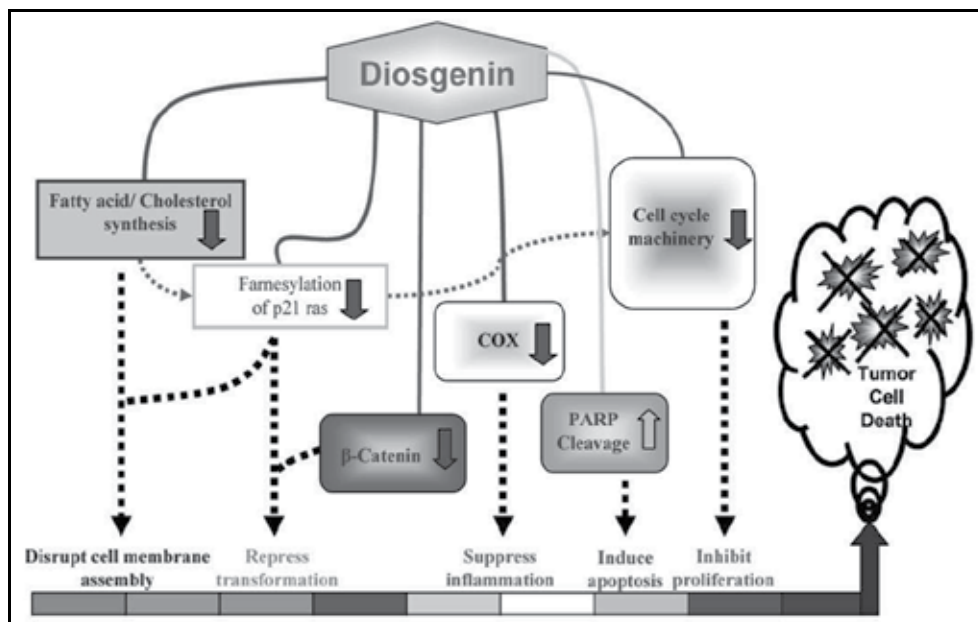 Diosgenin
Fatty acid/ Cholesterol
synthesis
Cell cycle
machinery
Farnesylation
of p21 ras
COX
PARP
Cleavage
β-Catenin
Tumor
Cell
Death
Disrupt cell membrane
assembly
Repress
transformation
Suppress
inflammation
Induce
apoptosis
Inhibit
proliferation